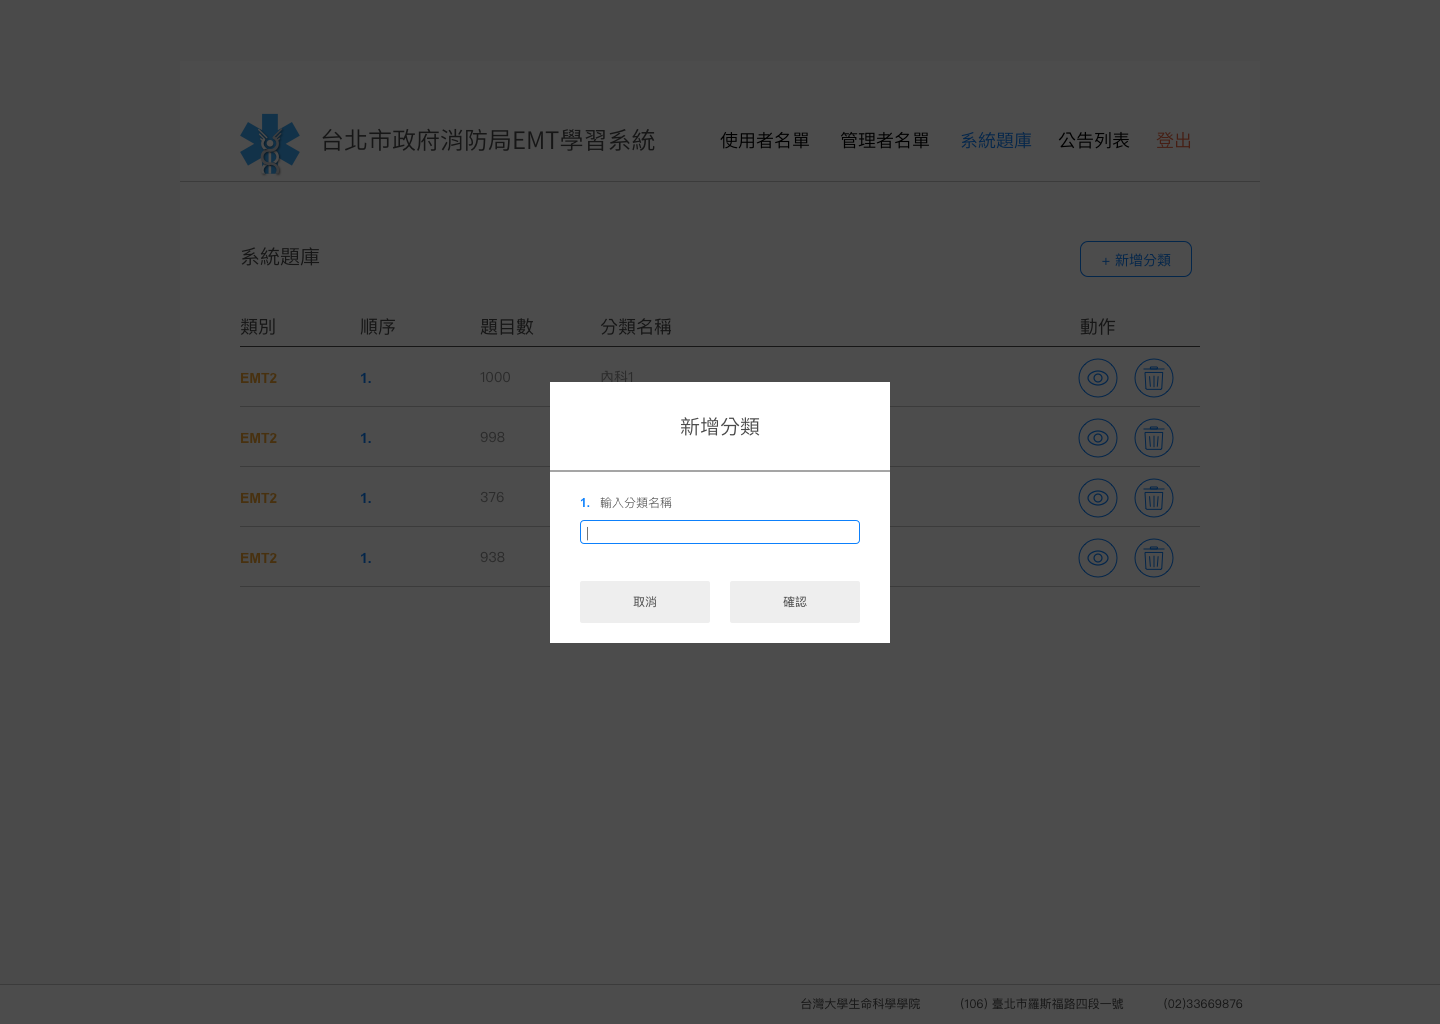 台北市政府消防局EMT學習系統 使用者名單 管理者名單 系統題庫 公告列表 登出
系統題庫 + 新增分類
類別 順序 題目數 分類名稱 動作
EMT2 1. 1000 內科1
EMT2 1. 998
EMT2 1. 376
EMT2 1. 938
新增分類
1. 輸入分類名稱
取消 確認
台灣大學生命科學學院 (106) 臺北市羅斯福路四段一號 (02)33669876